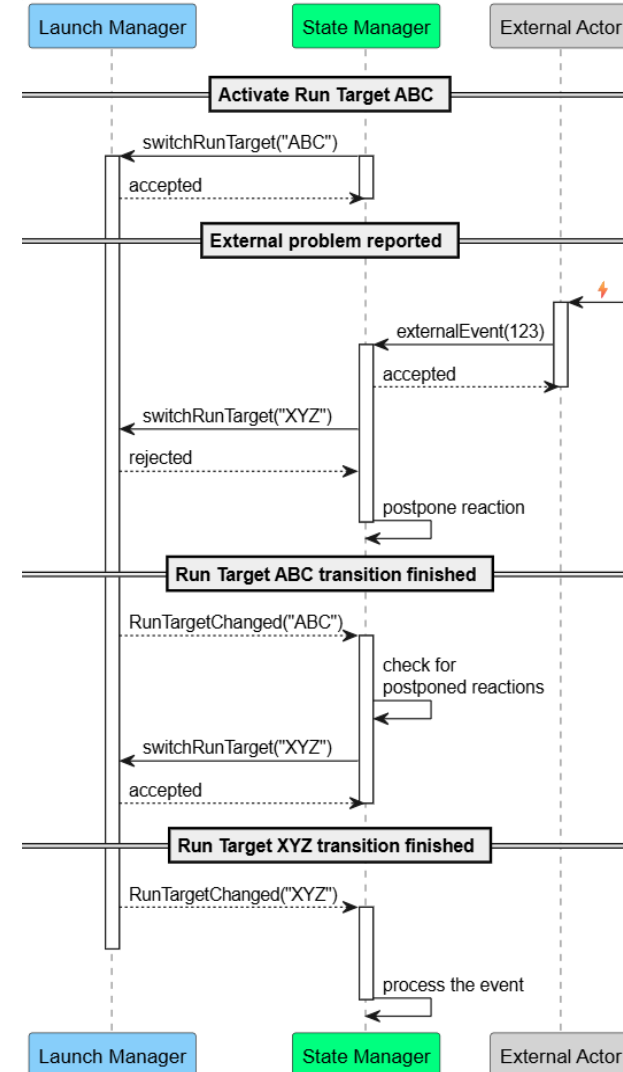 Launch Manager
State Manager
External Actor
Activate Run Target ABC
switchRunTarget("ABC")
accepted
External problem reported
externalEvent(123)
accepted
switchRunTarget("XYZ")
rejected
postpone reaction
Run Target ABC transition finished
RunTargetChanged("ABC")
check for
postponed reactions
switchRunTarget("XYZ")
accepted
Run Target XYZ transition finished
RunTargetChanged("XYZ")
process the event
Launch Manager
State Manager
External Actor